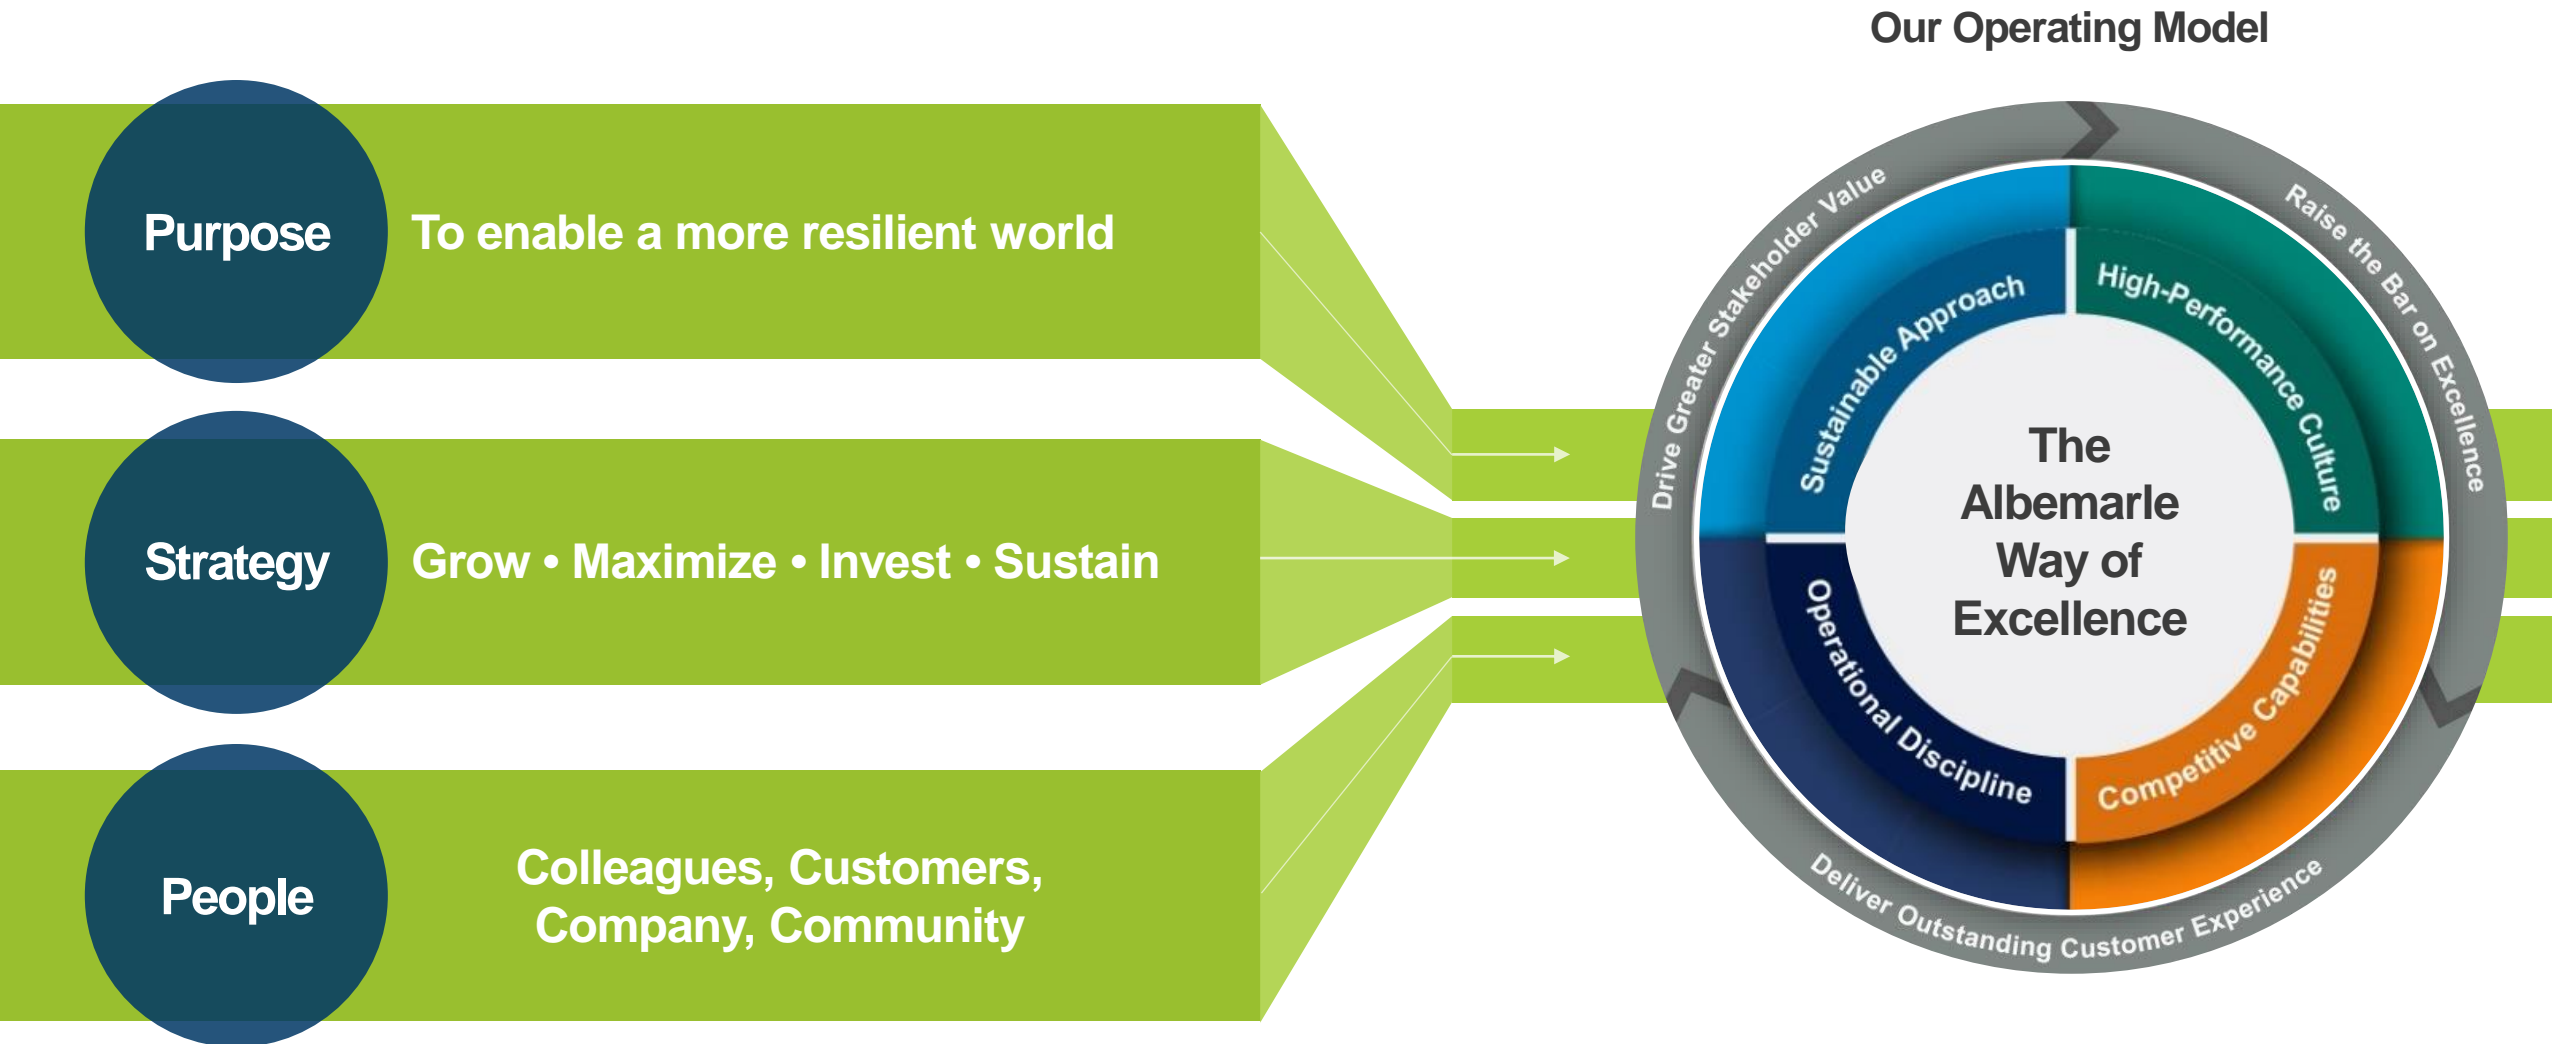 Our Operating Model
Purpose
To enable a more resilient world
Strategy
Grow • Maximize • Invest • Sustain
People
Colleagues, Customers,
Company, Community
Drive Greater Stakeholder Value
Raise the Bar on Excellence
Deliver Outstanding Customer Experience
Sustainable Approach
High-Performance Culture
Operational Discipline
Competitive Capabilities
The
Albemarle
Way of
Excellence